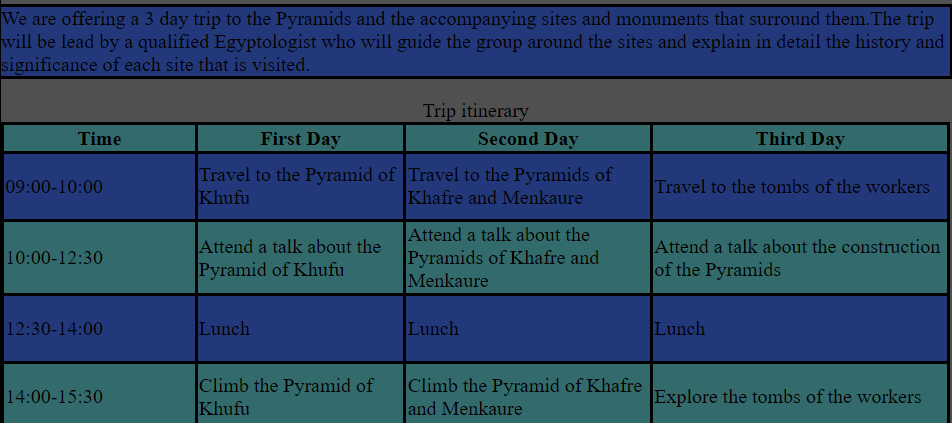 We are offering a 3 day trip to the Pyramids and the accompanying sites and monuments that surround them.The trip
will be lead by a qualified Egyptologist who will guide the group around the sites and explain in detail the history and
significance of each site that is visited.
Trip itinerary
Time First Day Second Day Third Day
09:00-10:00
Travel to the Pyramid of
Khufu
Travel to the Pyramids of
Khafre and Menkaure
Travel to the tombs of the workers
10:00-12:30
Attend a talk about the
Pyramid of Khufu
Attend a talk about the
Pyramids of Khafre and
Menkaure
Attend a talk about the construction
of the Pyramids
12:30-14:00 Lunch Lunch Lunch
14:00-15:30
Climb the Pyramid of
Khufu
Climb the Pyramid of Khafre
and Menkaure
Explore the tombs of the workers